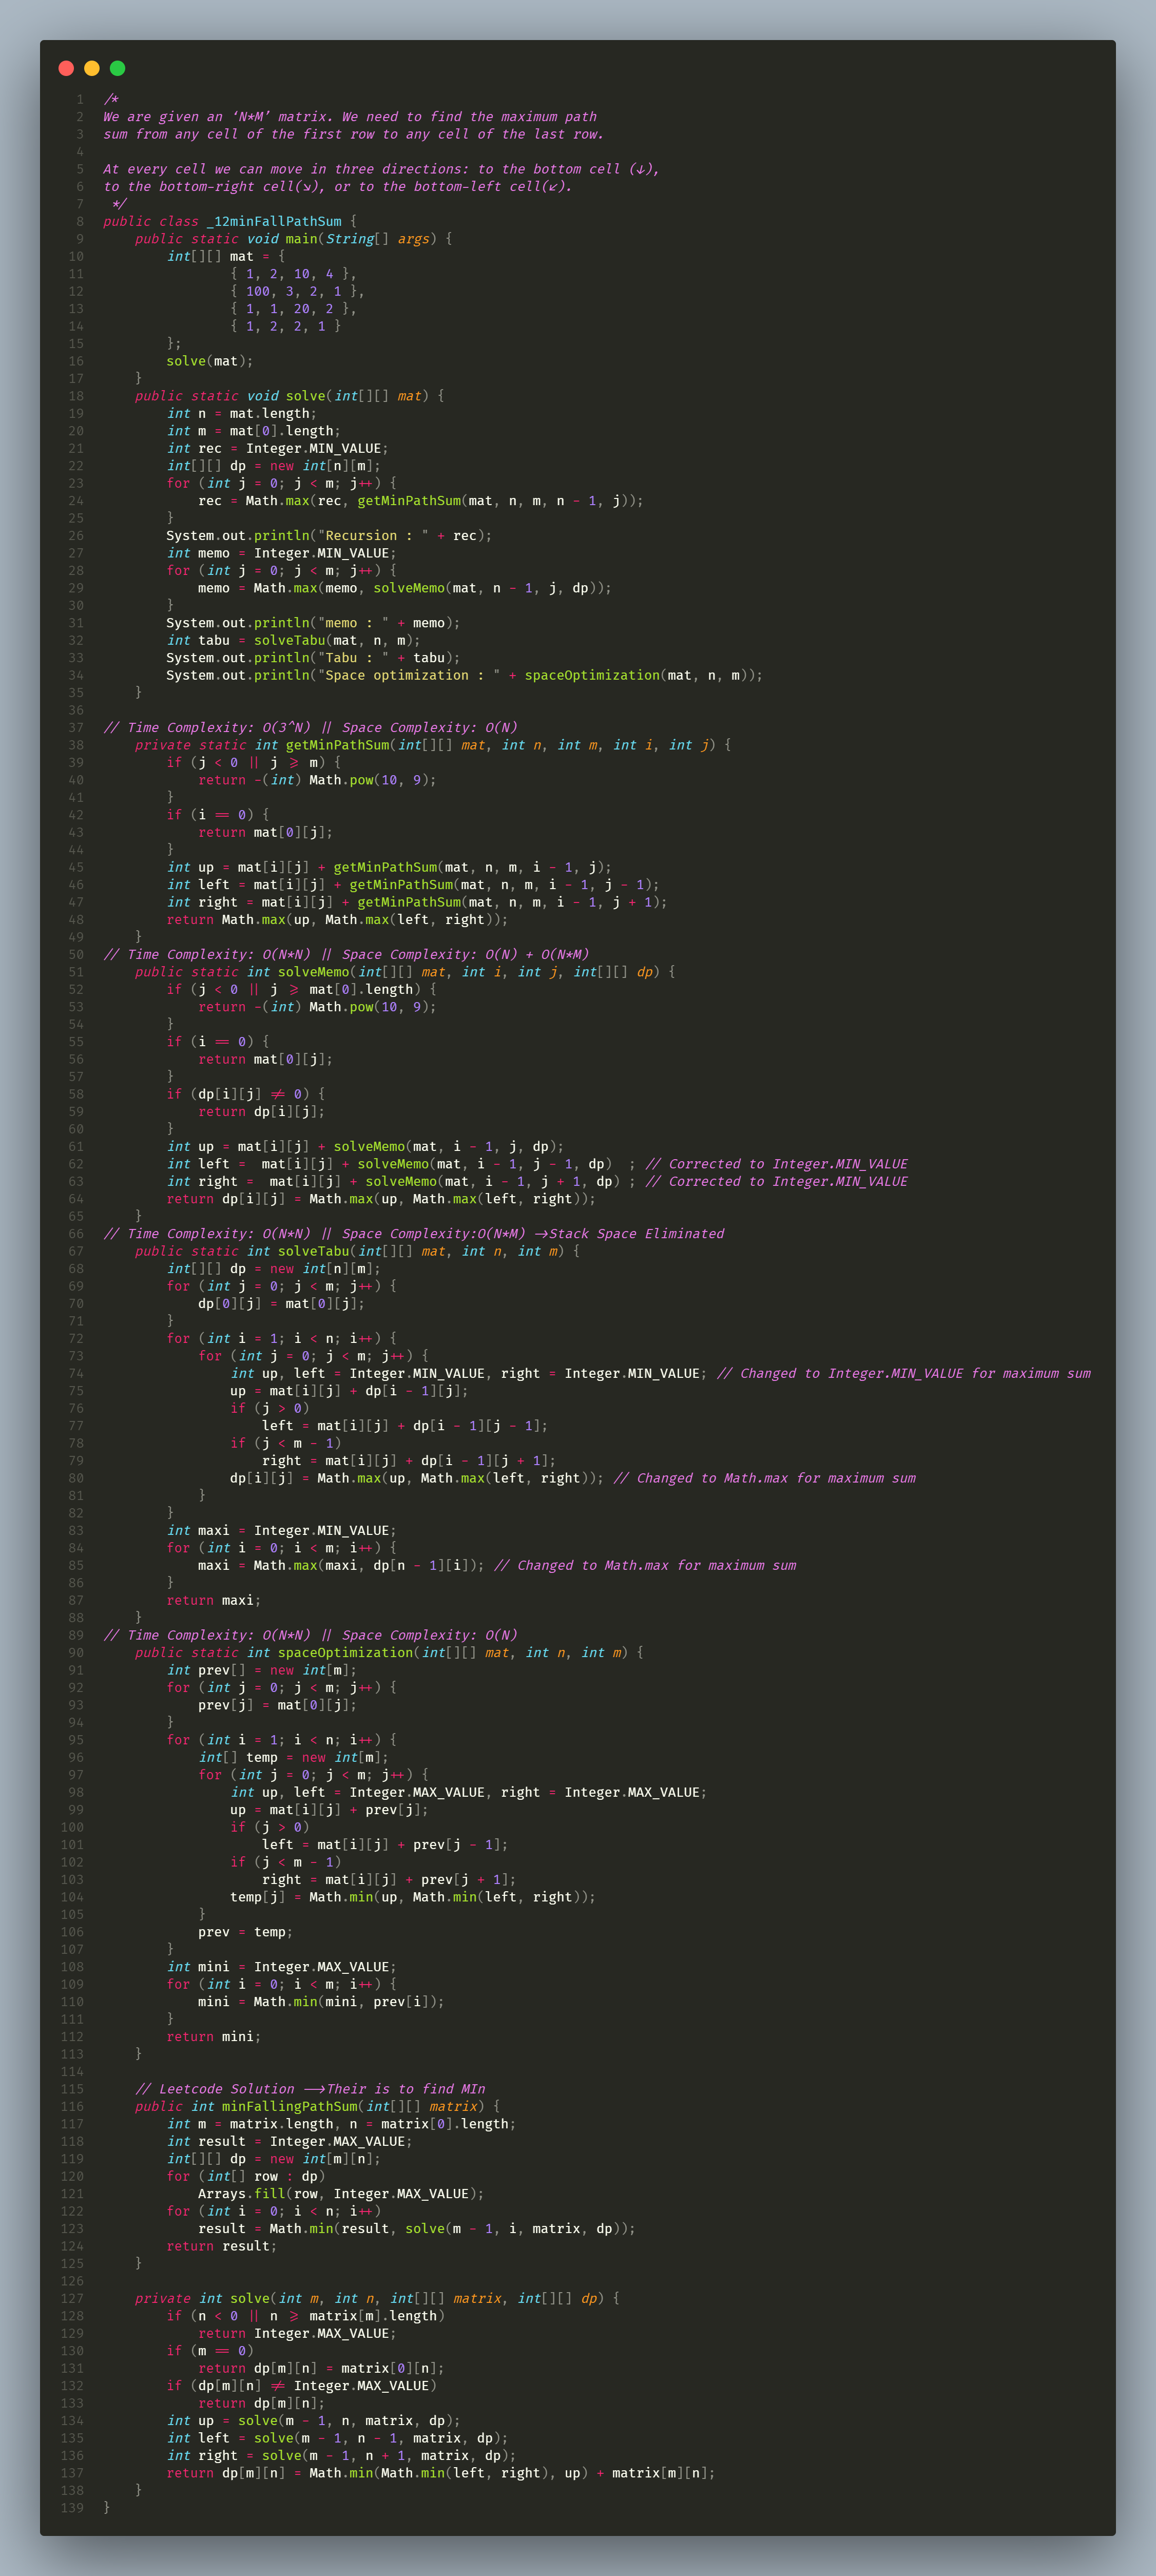 1 /*
2 We are given an ‘N*M’ matrix. We need to find the maximum path
3 sum from any cell of the first row to any cell of the last row.
4
5 At every cell we can move in three directions: to the bottom cell (↓),
6 to the bottom-right cell(↘), or to the bottom-left cell(↙).
7  */
8 public class _12minFallPathSum {
9     public static void main(String[] args) {
10         int[][] mat = {
11                 { 1, 2, 10, 4 },
12                 { 100, 3, 2, 1 },
13                 { 1, 1, 20, 2 },
14                 { 1, 2, 2, 1 }
15         };
16         solve(mat);
17     }
18     public static void solve(int[][] mat) {
19         int n = mat.length;
20         int m = mat[0].length;
21         int rec = Integer.MIN_VALUE;
22         int[][] dp = new int[n][m];
23         for (int j = 0; j < m; j++) {
24             rec = Math.max(rec, getMinPathSum(mat, n, m, n - 1, j));
25         }
26         System.out.println("Recursion : " + rec);
27         int memo = Integer.MIN_VALUE;
28         for (int j = 0; j < m; j++) {
29             memo = Math.max(memo, solveMemo(mat, n - 1, j, dp));
30         }
31         System.out.println("memo : " + memo);
32         int tabu = solveTabu(mat, n, m);
33         System.out.println("Tabu : " + tabu);
34         System.out.println("Space optimization : " + spaceOptimization(mat, n, m));
35     }
36
37 // Time Complexity: O(3^N) || Space Complexity: O(N)
38     private static int getMinPathSum(int[][] mat, int n, int m, int i, int j) {
39         if (j < 0 || j >= m) {
40             return -(int) Math.pow(10, 9);
41         }
42         if (i == 0) {
43             return mat[0][j];
44         }
45         int up = mat[i][j] + getMinPathSum(mat, n, m, i - 1, j);
46         int left = mat[i][j] + getMinPathSum(mat, n, m, i - 1, j - 1);
47         int right = mat[i][j] + getMinPathSum(mat, n, m, i - 1, j + 1);
48         return Math.max(up, Math.max(left, right));
49     }
50 // Time Complexity: O(N*N) || Space Complexity: O(N) + O(N*M)
51     public static int solveMemo(int[][] mat, int i, int j, int[][] dp) {
52         if (j < 0 || j >= mat[0].length) {
53             return -(int) Math.pow(10, 9);
54         }
55         if (i == 0) {
56             return mat[0][j];
57         }
58         if (dp[i][j] != 0) {
59             return dp[i][j];
60         }
61         int up = mat[i][j] + solveMemo(mat, i - 1, j, dp);
62         int left =  mat[i][j] + solveMemo(mat, i - 1, j - 1, dp)  ; // Corrected to Integer.MIN_VALUE
63         int right =  mat[i][j] + solveMemo(mat, i - 1, j + 1, dp) ; // Corrected to Integer.MIN_VALUE
64         return dp[i][j] = Math.max(up, Math.max(left, right));
65     }
66 // Time Complexity: O(N*N) || Space Complexity:O(N*M) ->Stack Space Eliminated
67     public static int solveTabu(int[][] mat, int n, int m) {
68         int[][] dp = new int[n][m];
69         for (int j = 0; j < m; j++) {
70             dp[0][j] = mat[0][j];
71         }
72         for (int i = 1; i < n; i++) {
73             for (int j = 0; j < m; j++) {
74                 int up, left = Integer.MIN_VALUE, right = Integer.MIN_VALUE; // Changed to Integer.MIN_VALUE for maximum sum
75                 up = mat[i][j] + dp[i - 1][j];
76                 if (j > 0)
77                     left = mat[i][j] + dp[i - 1][j - 1];
78                 if (j < m - 1)
79                     right = mat[i][j] + dp[i - 1][j + 1];
80                 dp[i][j] = Math.max(up, Math.max(left, right)); // Changed to Math.max for maximum sum
81             }
82         }
83         int maxi = Integer.MIN_VALUE;
84         for (int i = 0; i < m; i++) {
85             maxi = Math.max(maxi, dp[n - 1][i]); // Changed to Math.max for maximum sum
86         }
87         return maxi;
88     }
89 // Time Complexity: O(N*N) || Space Complexity: O(N)
90     public static int spaceOptimization(int[][] mat, int n, int m) {
91         int prev[] = new int[m];
92         for (int j = 0; j < m; j++) {
93             prev[j] = mat[0][j];
94         }
95         for (int i = 1; i < n; i++) {
96             int[] temp = new int[m];
97             for (int j = 0; j < m; j++) {
98                 int up, left = Integer.MAX_VALUE, right = Integer.MAX_VALUE;
99                 up = mat[i][j] + prev[j];
100                 if (j > 0)
101                     left = mat[i][j] + prev[j - 1];
102                 if (j < m - 1)
103                     right = mat[i][j] + prev[j + 1];
104                 temp[j] = Math.min(up, Math.min(left, right));
105             }
106             prev = temp;
107         }
108         int mini = Integer.MAX_VALUE;
109         for (int i = 0; i < m; i++) {
110             mini = Math.min(mini, prev[i]);
111         }
112         return mini;
113     }
114
115     // Leetcode Solution -->Their is to find MIn
116     public int minFallingPathSum(int[][] matrix) {
117         int m = matrix.length, n = matrix[0].length;
118         int result = Integer.MAX_VALUE;
119         int[][] dp = new int[m][n];
120         for (int[] row : dp)
121             Arrays.fill(row, Integer.MAX_VALUE);
122         for (int i = 0; i < n; i++)
123             result = Math.min(result, solve(m - 1, i, matrix, dp));
124         return result;
125     }
126
127     private int solve(int m, int n, int[][] matrix, int[][] dp) {
128         if (n < 0 || n >= matrix[m].length)
129             return Integer.MAX_VALUE;
130         if (m == 0)
131             return dp[m][n] = matrix[0][n];
132         if (dp[m][n] != Integer.MAX_VALUE)
133             return dp[m][n];
134         int up = solve(m - 1, n, matrix, dp);
135         int left = solve(m - 1, n - 1, matrix, dp);
136         int right = solve(m - 1, n + 1, matrix, dp);
137         return dp[m][n] = Math.min(Math.min(left, right), up) + matrix[m][n];
138     }
139 }